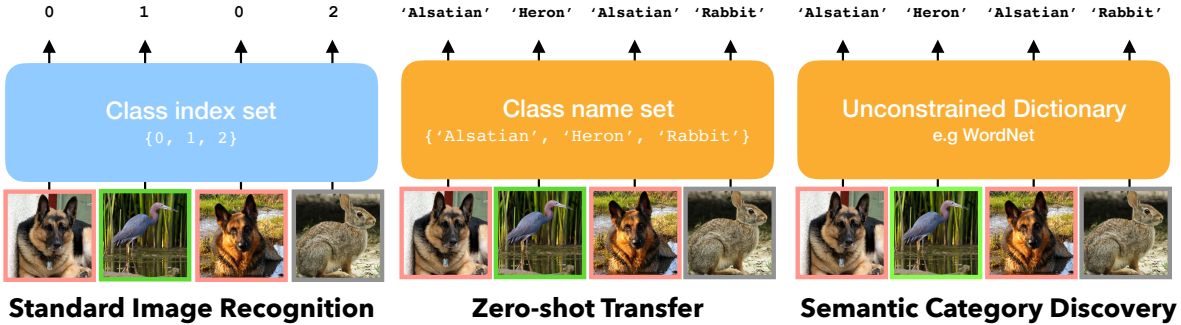 0 1 0 2
Class index set
{0, 1, 2}
Standard Image Recognition
‘Alsatian’ ‘Heron’ ‘Alsatian’ ‘Rabbit’
Class name set
{‘Alsatian’, ‘Heron’, ‘Rabbit’}
Zero-shot Transfer
‘Alsatian’ ‘Heron’ ‘Alsatian’ ‘Rabbit’
Unconstrained Dictionary
e.g WordNet
Semantic Category Discovery